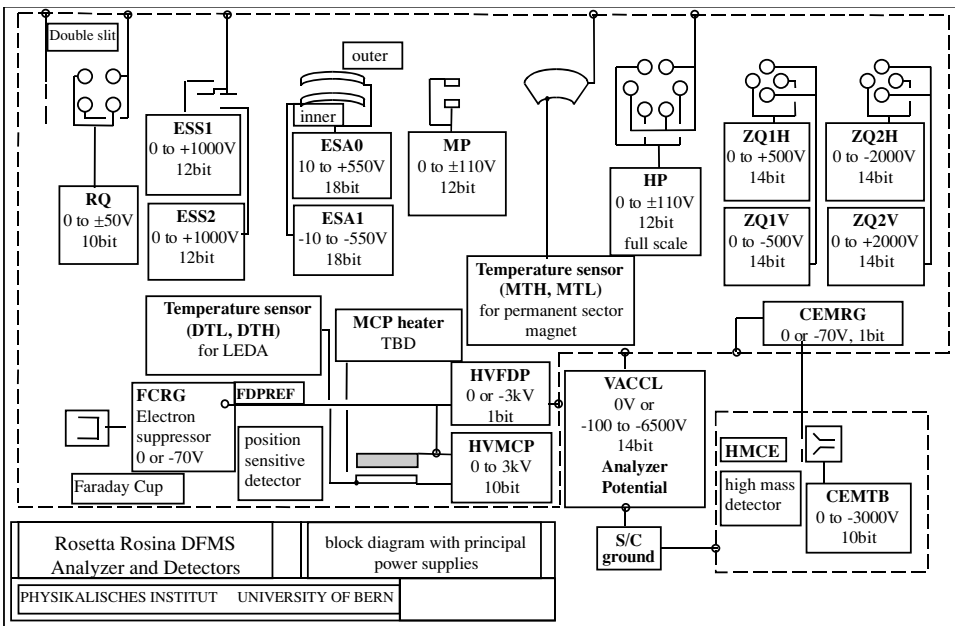 Double slit
outer
inner
ESS1
0 to +1000V
12bit
ESA0
10 to +550V
18bit
MP
0 to ±110V
12bit
HP
0 to ±110V
12bit
full scale
ZQ1H
0 to +500V
14bit
ZQ2H
0 to -2000V
14bit
RQ
0 to ±50V
10bit
ESS2
0 to +1000V
12bit
ESA1
-10 to -550V
18bit
ZQ1V
0 to -500V
14bit
ZQ2V
0 to +2000V
14bit
Temperature sensor
(MTH, MTL)
for permanent sector
magnet
Temperature sensor
(DTL, DTH)
for LEDA
MCP heater
TBD
CEMRG
0 or -70V, 1bit
FCRG
Electron
suppressor
0 or -70V
FDPREF
HVFDP
0 or -3kV
1bit
VACCL
0V or
-100 to -6500V
14bit
Analyzer
Potential
position
sensitive
detector
HVMCP
0 to 3kV
10bit
HMCE
high mass
detector
Faraday Cup
CEMTB
0 to -3000V
10bit
S/C
ground
Rosetta Rosina DFMS
Analyzer and Detectors
block diagram with principal
power supplies
PHYSIKALISCHES INSTITUT UNIVERSITY OF BERN